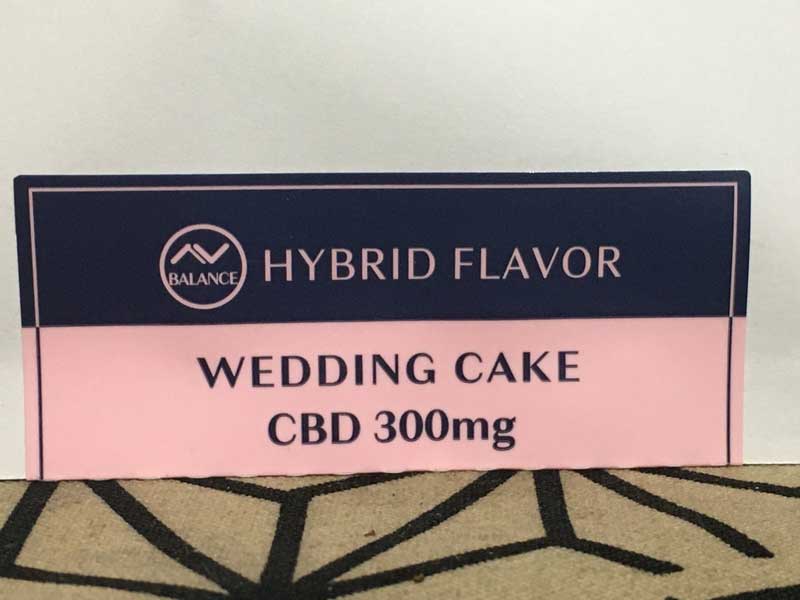 BALANCE
HYBRID FLAVOR
WEDDING CAKE
CBD 300mg